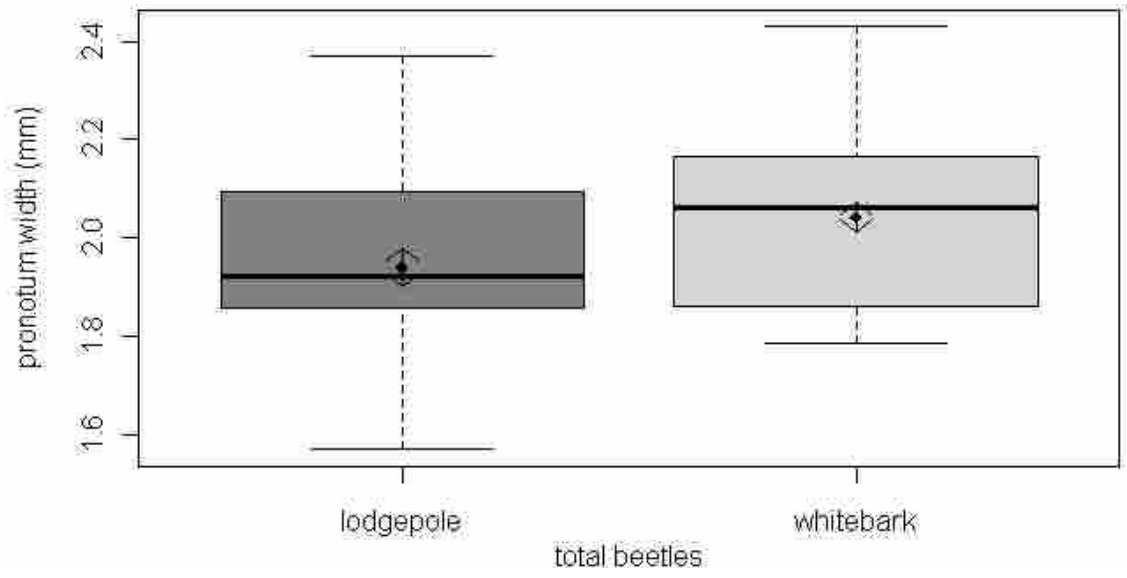 pronotum width (mm)
2.4
2.2
2.0
1.8
1.6
lodgepole
whitebark
total beetles